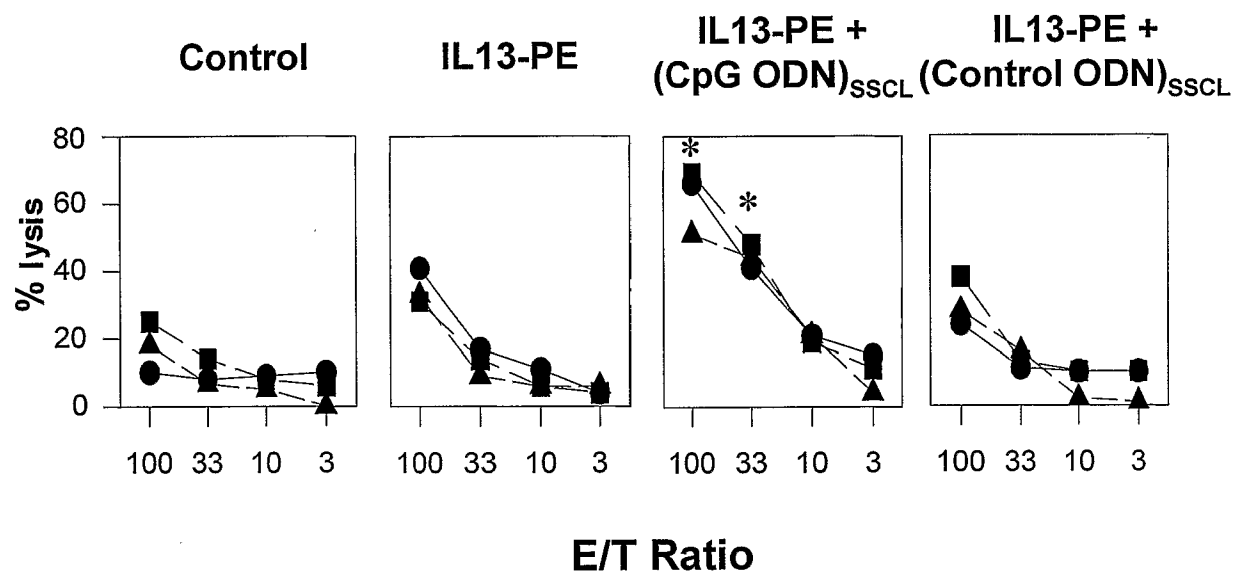 Control
IL13-PE
IL13-PE +
(CpG ODN)SSCL
IL13-PE +
(Control ODN)SSCL
% lysis
80
60
40
20
0
* *
100 33 10 3
100 33 10 3
100 33 10 3
100 33 10 3
E/T Ratio